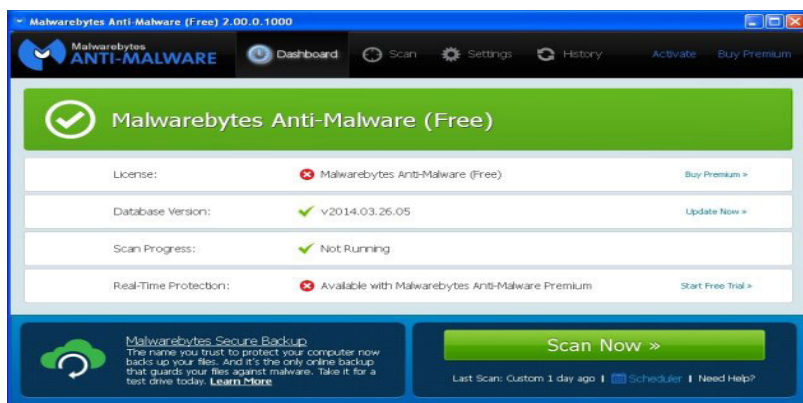 Malwarebytes Anti-Malware (Free) 2.00.0.1000
Malwarebytes
ANTI-MALWARE
Dashboard
Scan
Settings
History
Activate
Buy Premium
Malwarebytes Anti-Malware (Free)
License: Malwarebytes Anti-Malware (Free) Buy Premium »
Database Version: v2014.03.26.05 Update Now »
Scan Progress: Not Running
Real-Time Protection: Available with Malwarebytes Anti-Malware Premium Start Free Trial »
Malwarebytes Secure Backup
The name you trust to protect your computer now
backs up your files. And it's the only online backup
that guards your files against malware. Take it for a
test drive today. Learn More
Scan Now »
Last Scan: Custom 1 day ago | Scheduler | Need Help?